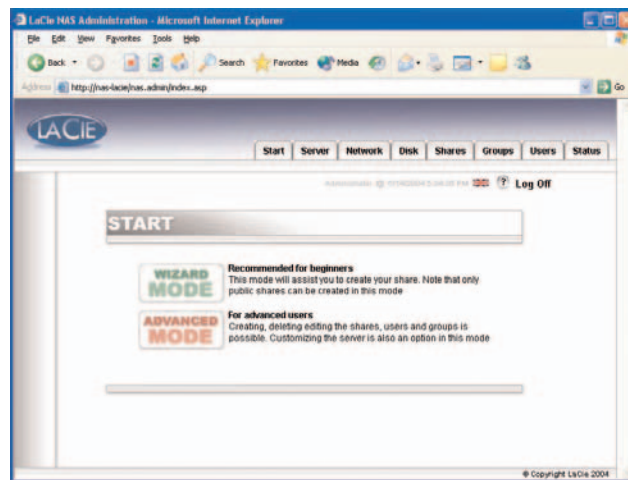 LaCie NAS Administration - Microsoft Internet Explorer
File Edit View Favorites Tools Help
Back Search Favorites Media
Address http://nas-lacie/nas_admin/index.asp Go
LACIE
Start Server Network Disk Shares Groups Users Status
? Log Off
START
WIZARD MODE
Recommended for beginners
This mode will assist you to create your share. Note that only
public shares can be created in this mode
ADVANCED MODE
For advanced users
Creating, deleting editing the shares, users and groups is
possible. Customizing the server is also an option in this mode
© Copyright LaCie 2004